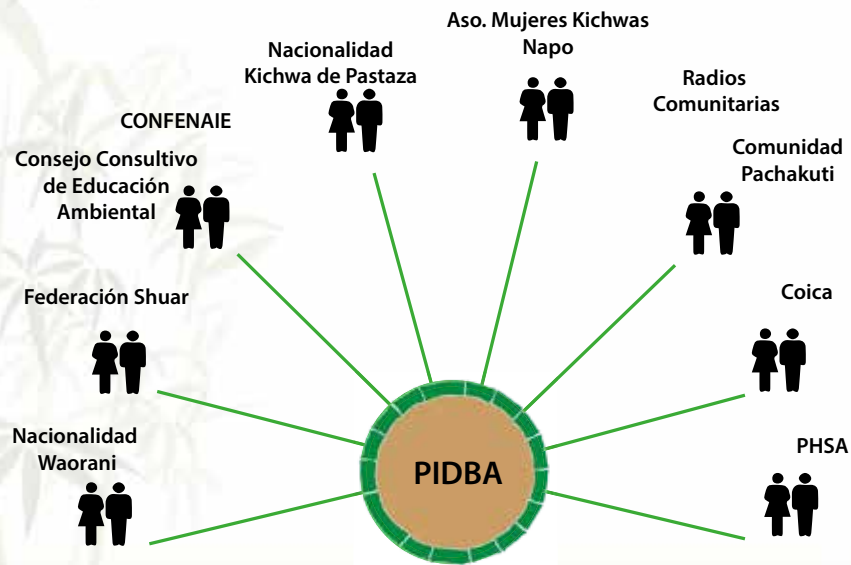 Aso. Mujeres Kichwas
Napo
Nacionalidad
Kichwa de Pastaza
Radios
Comunitarias
CONFENAIE
Consejo Consultivo
de Educación
Ambiental
Comunidad
Pachakuti
Federación Shuar
Coica
Nacionalidad
Waorani
PHSA
PIDBA